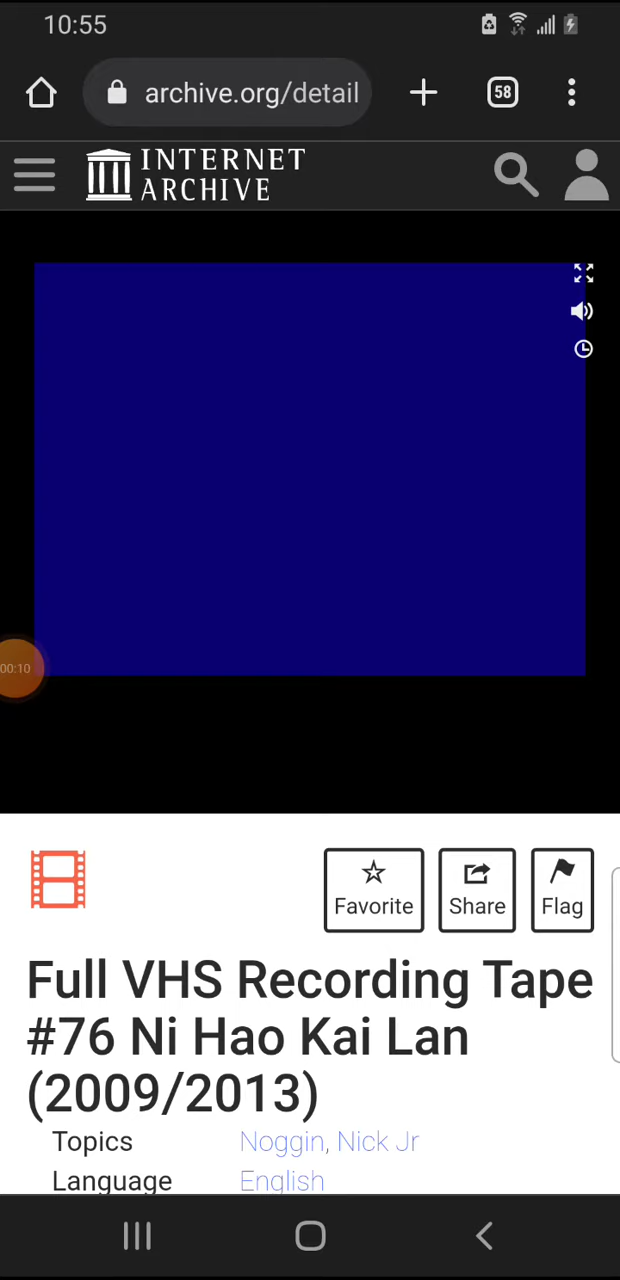 10:55
archive.org/detail
58
INTERNET
ARCHIVE
00:10
Favorite
Share
Flag
Full VHS Recording Tape
#76 Ni Hao Kai Lan
(2009/2013)
Topics Noggin, Nick Jr
Language English